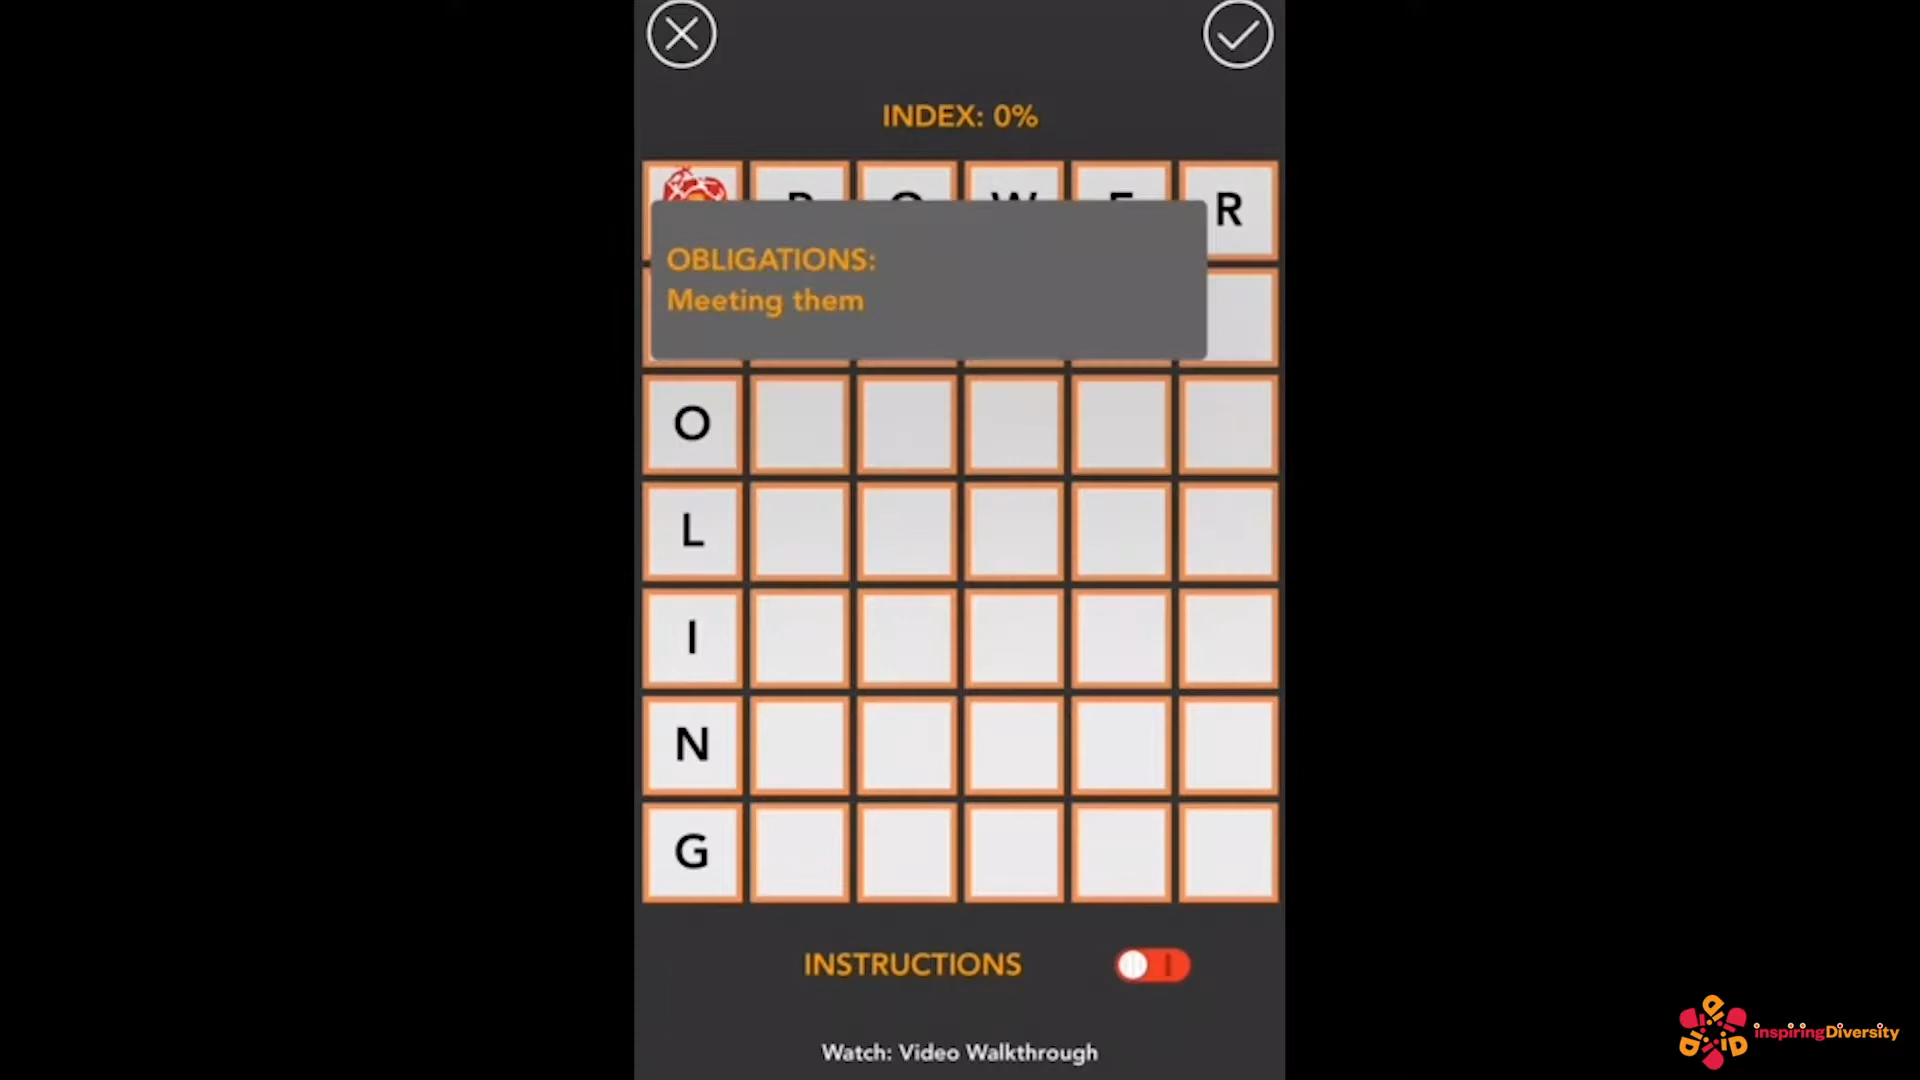 INDEX: 0%
R
OBLIGATIONS:
Meeting them
O
L
I
N
G
INSTRUCTIONS
Watch: Video Walkthrough
inspiringDiversity